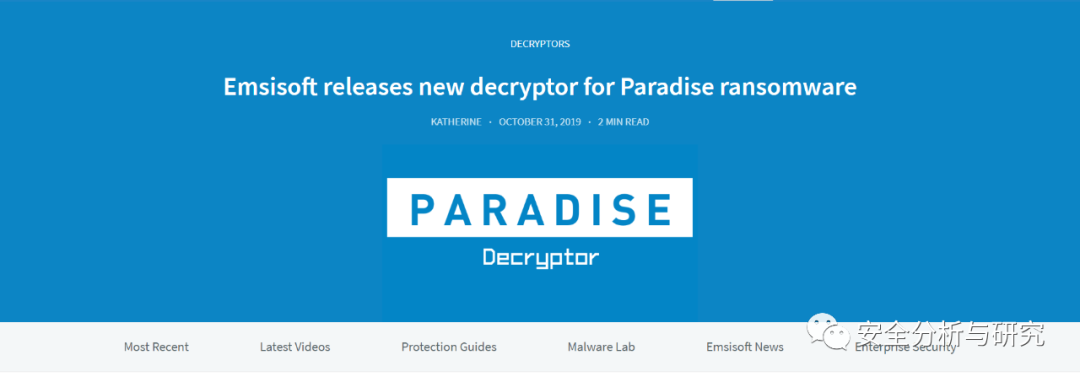 DECRYPTORS
Emsisoft releases new decryptor for Paradise ransomware
KATHERINE · OCTOBER 31, 2019 · 2 MIN READ
PARADISE
Decryptor
Most Recent Latest Videos Protection Guides Malware Lab Emsisoft News Enterprise Security
安全分析与研究